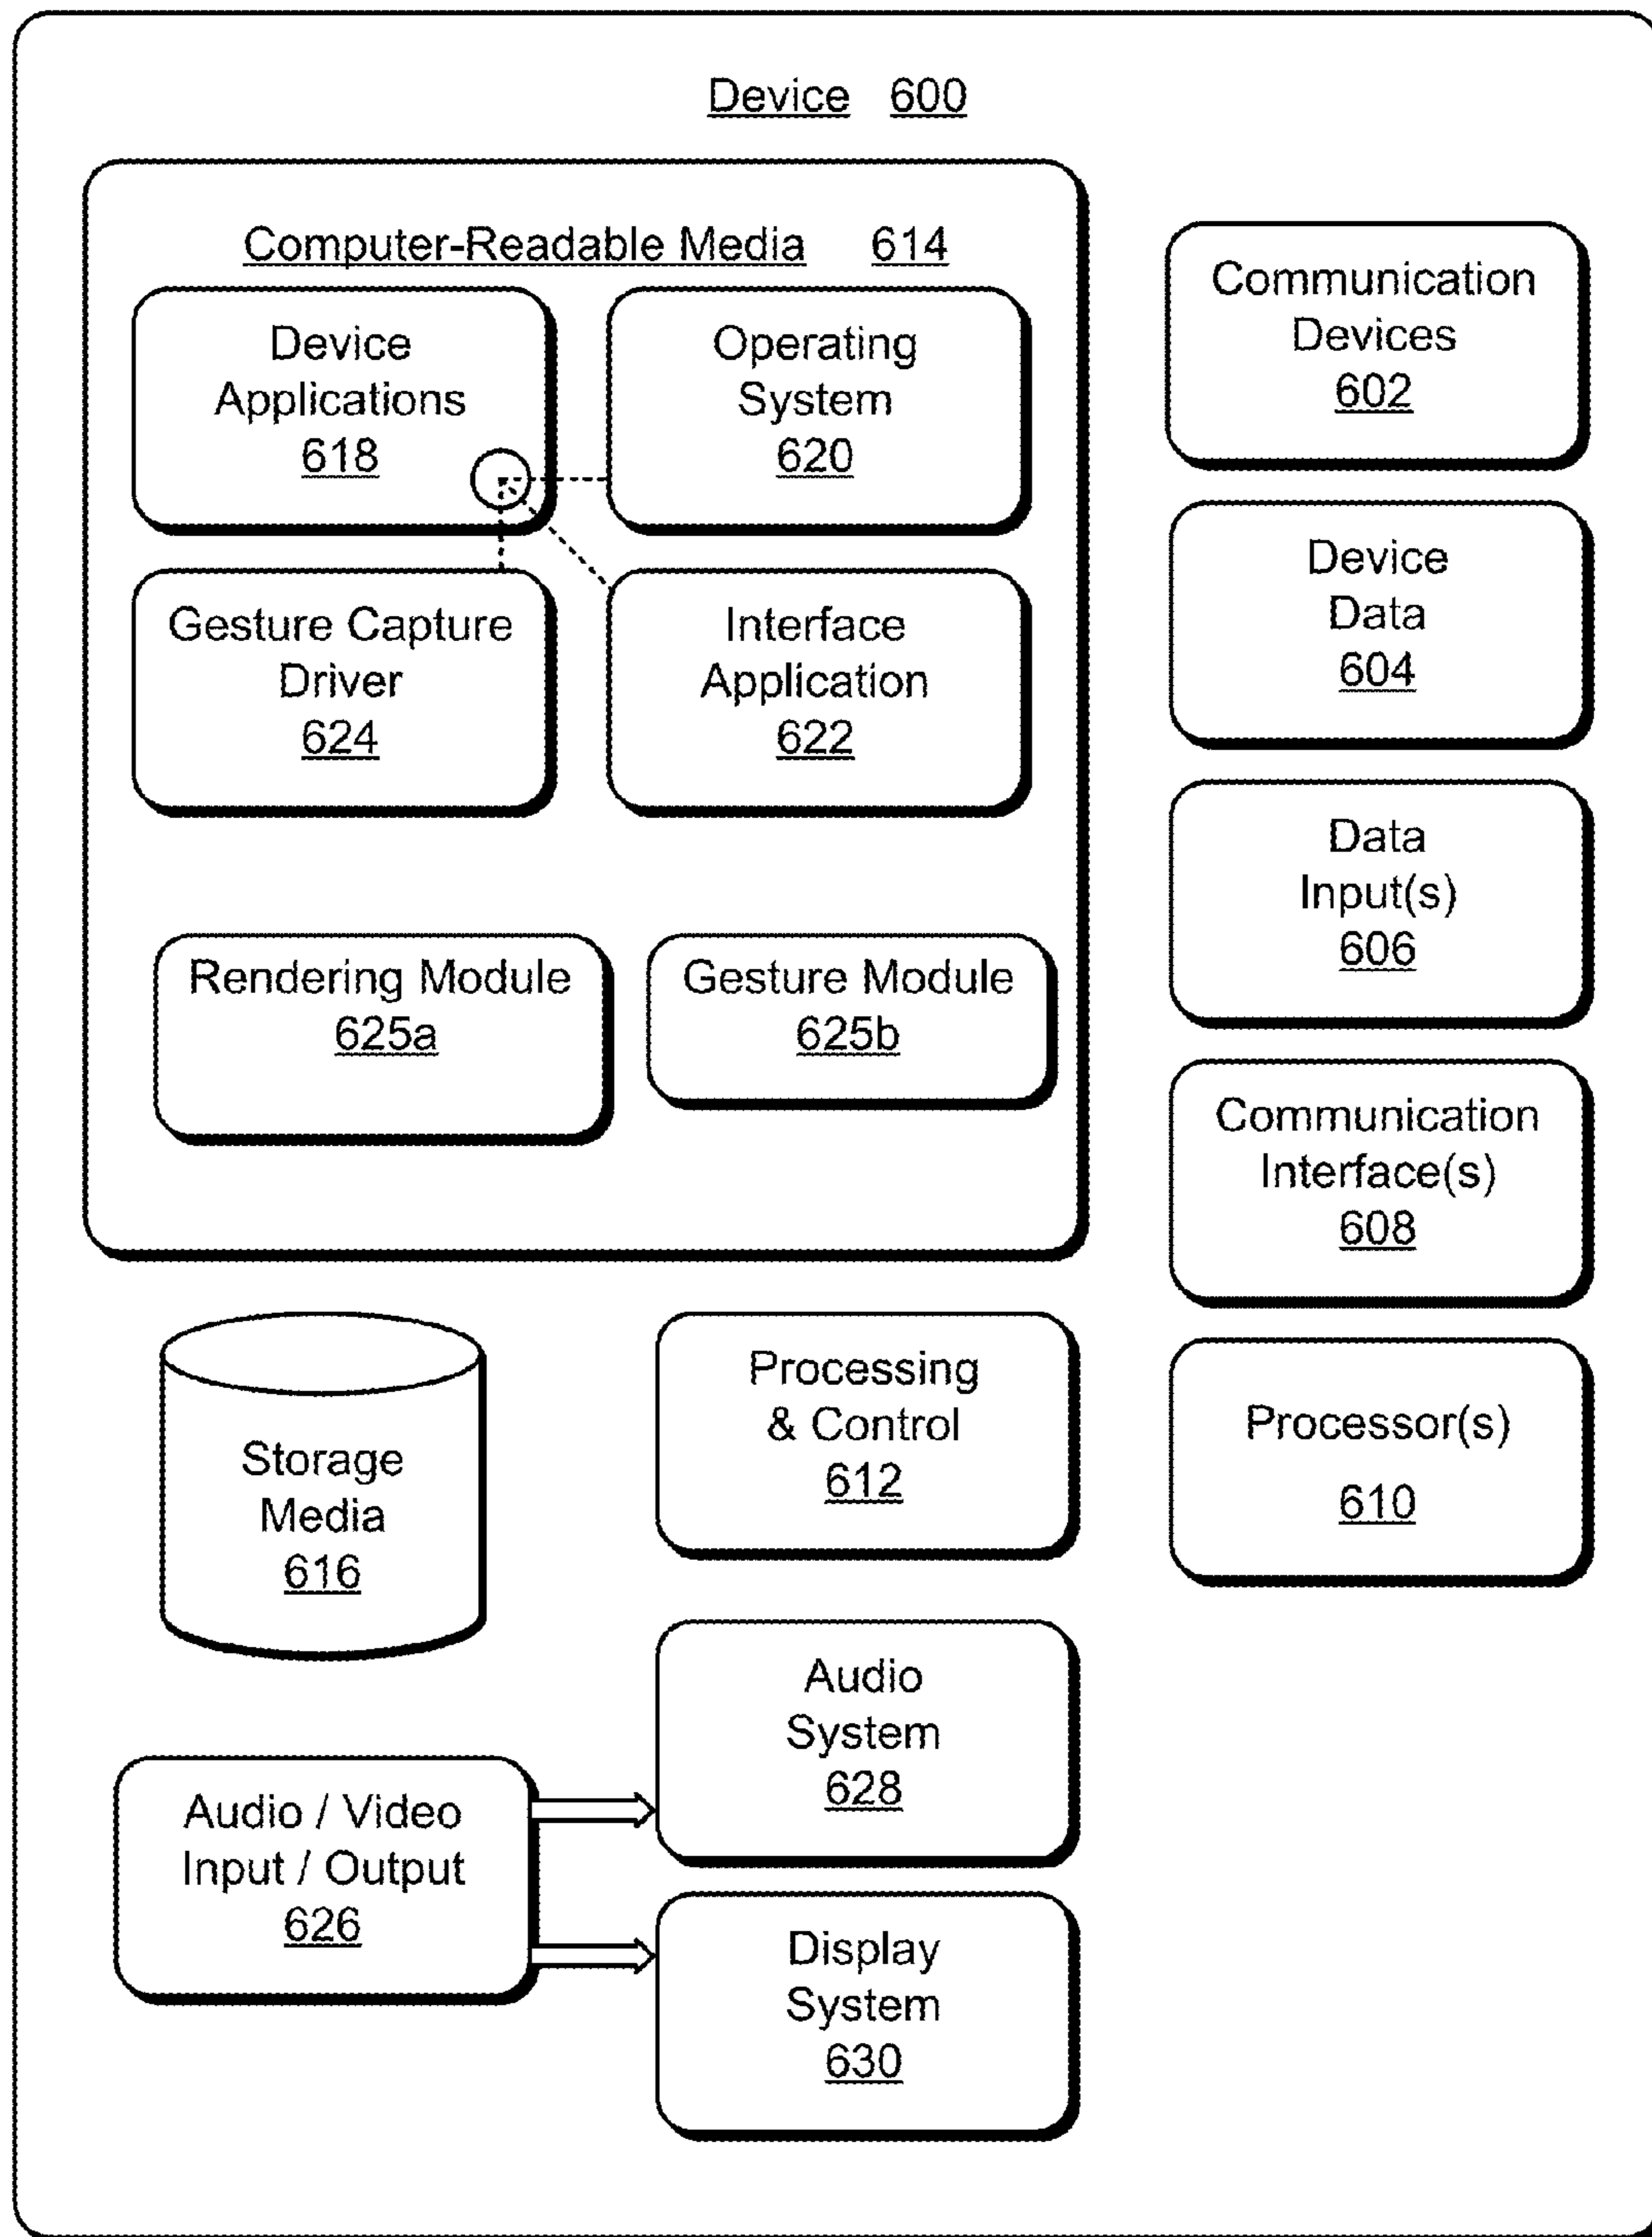 Device 600
Computer-Readable Media 614
Device
Applications
618
Operating
System
620
Gesture Capture
Driver
624
Interface
Application
622
Rendering Module
625a
Gesture Module
625b
Communication
Devices
602
Device
Data
604
Data
Input(s)
606
Communication
Interface(s)
608
Processor(s)
610
Storage
Media
616
Processing
& Control
612
Audio / Video
Input / Output
626
Audio
System
628
Display
System
630